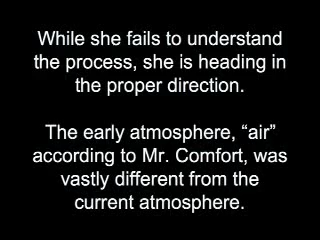 While she fails to understand
the process, she is heading in
the proper direction.
The early atmosphere, “air”
according to Mr. Comfort, was
vastly different from the
current atmosphere.